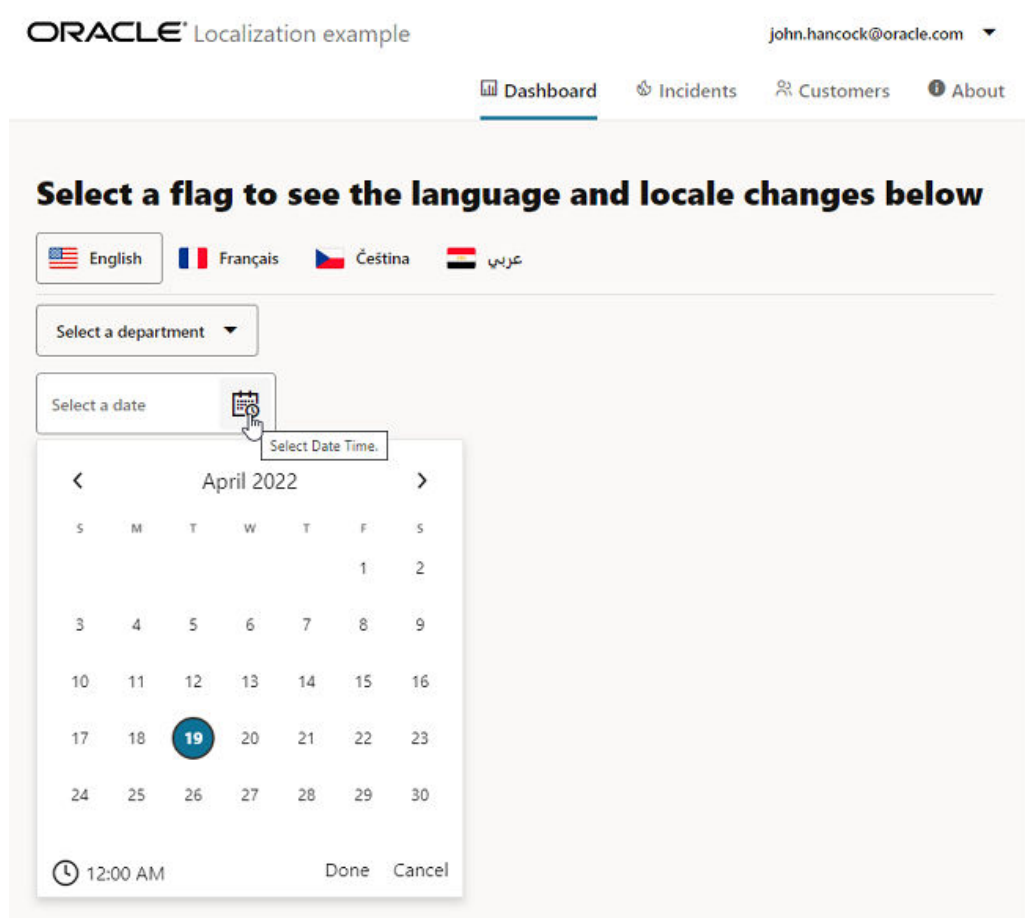 ORACLE Localization example
john.hancock@oracle.com
Dashboard Incidents Customers About
Select a flag to see the language and locale changes below
English Français Čeština عربي
Select a department
Select a date
Select Date Time.
April 2022
S M T W T F S
1 2
3 4 5 6 7 8 9
10 11 12 13 14 15 16
17 18 19 20 21 22 23
24 25 26 27 28 29 30
12:00 AM Done Cancel